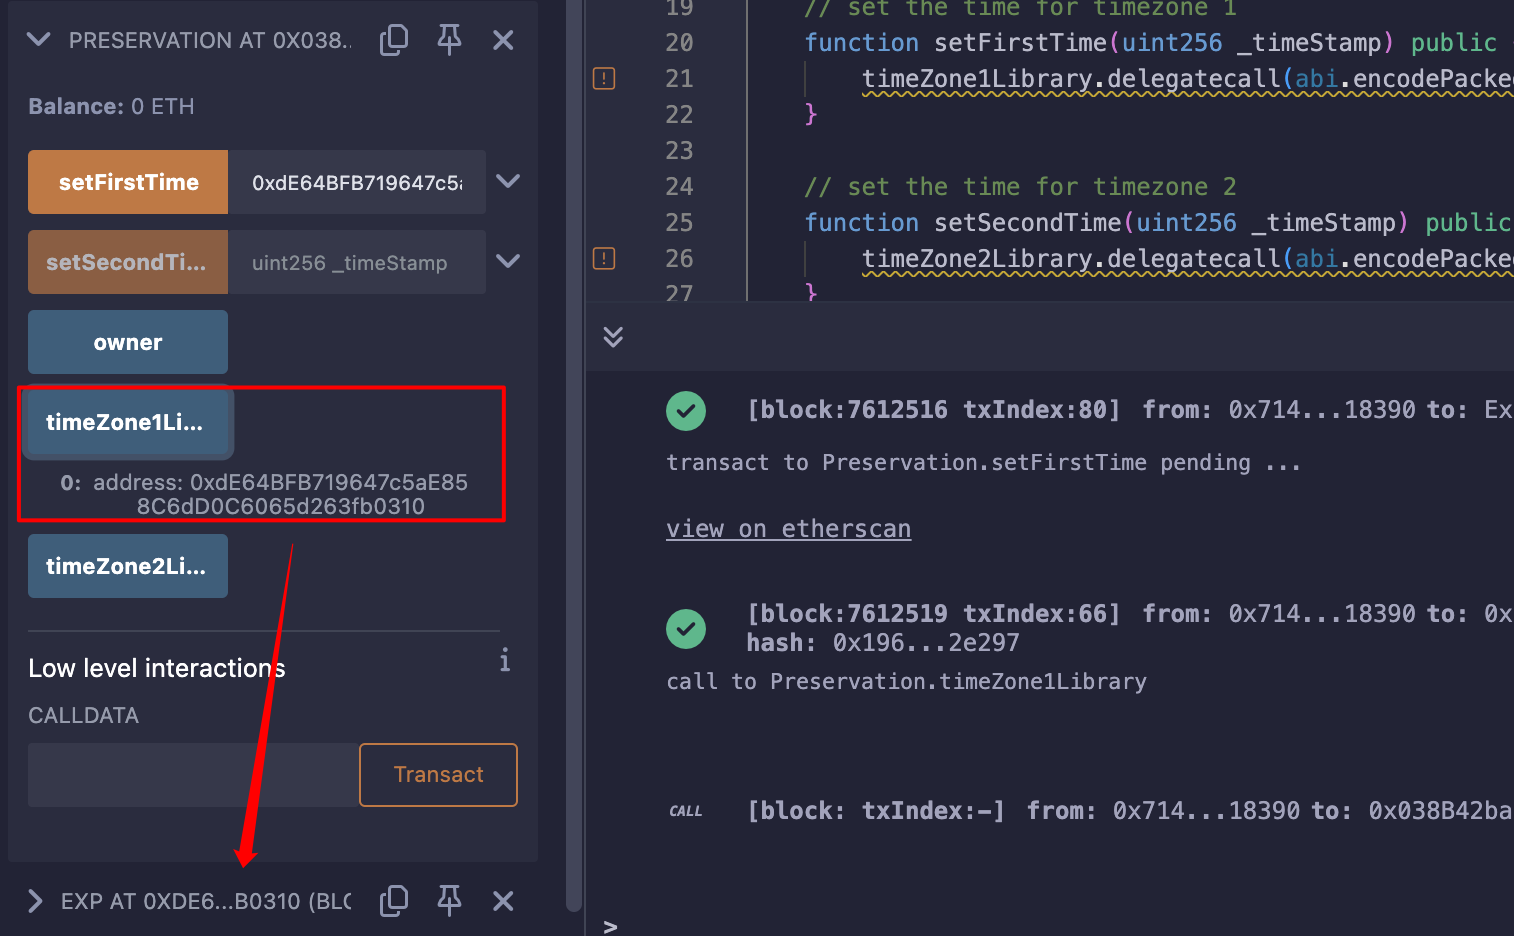 PRESERVATION AT 0X038..
Balance: 0 ETH
setFirstTime 0xdE64BFB719647c5a
setSecondTi... uint256 _timeStamp
owner
timeZone1Li...
0: address: 0xdE64BFB719647c5aE85
8C6dD0C6065d263fb0310
timeZone2Li...
Low level interactions i
CALLDATA
Transact
EXP AT 0XDE6...B0310 (BLC
19 // set the time for timezone 1
20 function setFirstTime(uint256 _timeStamp) public
21 timeZone1Library.delegatecall(abi.encodePacked
22 }
23
24 // set the time for timezone 2
25 function setSecondTime(uint256 _timeStamp) public
26 timeZone2Library.delegatecall(abi.encodePacked
27 }
[block:7612516 txIndex:80] from: 0x714...18390 to: Ex
transact to Preservation.setFirstTime pending ...
view on etherscan
[block:7612519 txIndex:66] from: 0x714...18390 to: 0x
hash: 0x196...2e297
call to Preservation.timeZone1Library
CALL [block: txIndex:-] from: 0x714...18390 to: 0x038B42ba
>